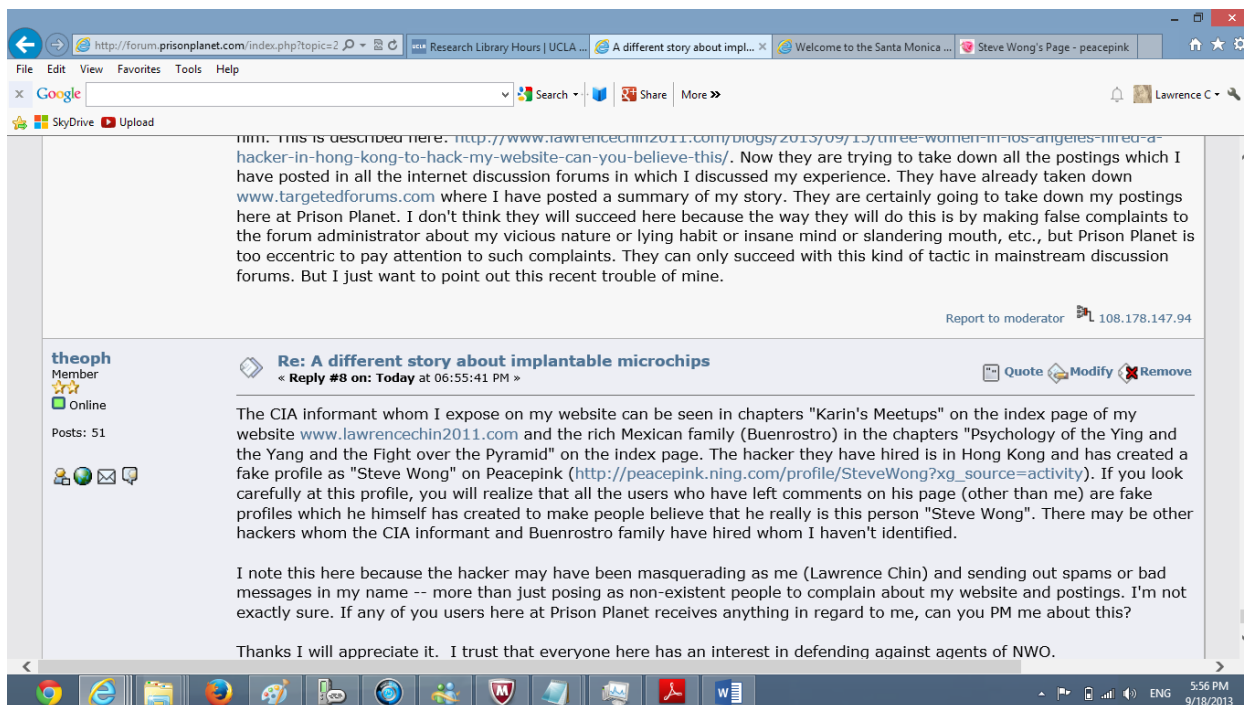 http://forum.prisonplanet.com/index.php?topic=2
Research Library Hours | UCLA ...
A different story about impl...
Welcome to the Santa Monica ...
Steve Wong's Page - peacepink
File Edit View Favorites Tools Help
Google Search Share More » Lawrence C
SkyDrive Upload
him. This is described here: http://www.lawrencechin2011.com/blogs/2013/09/15/three-women-in-los-angeles-hired-a-
hacker-in-hong-kong-to-hack-my-website-can-you-believe-this/. Now they are trying to take down all the postings which I
have posted in all the internet discussion forums in which I discussed my experience. They have already taken down
www.targetedforums.com where I have posted a summary of my story. They are certainly going to take down my postings
here at Prison Planet. I don't think they will succeed here because the way they will do this is by making false complaints to
the forum administrator about my vicious nature or lying habit or insane mind or slandering mouth, etc., but Prison Planet is
too eccentric to pay attention to such complaints. They can only succeed with this kind of tactic in mainstream discussion
forums. But I just want to point out this recent trouble of mine.
Report to moderator 108.178.147.94
theoph
Member
Online
Posts: 51
Re: A different story about implantable microchips
« Reply #8 on: Today at 06:55:41 PM »
Quote Modify Remove
The CIA informant whom I expose on my website can be seen in chapters "Karin's Meetups" on the index page of my
website www.lawrencechin2011.com and the rich Mexican family (Buenrostro) in the chapters "Psychology of the Ying and
the Yang and the Fight over the Pyramid" on the index page. The hacker they have hired is in Hong Kong and has created a
fake profile as "Steve Wong" on Peacepink (http://peacepink.ning.com/profile/SteveWong?xg_source=activity). If you look
carefully at this profile, you will realize that all the users who have left comments on his page (other than me) are fake
profiles which he himself has created to make people believe that he really is this person "Steve Wong". There may be other
hackers whom the CIA informant and Buenrostro family have hired whom I haven't identified.
I note this here because the hacker may have been masquerading as me (Lawrence Chin) and sending out spams or bad
messages in my name -- more than just posing as non-existent people to complain about my website and postings. I'm not
exactly sure. If any of you users here at Prison Planet receives anything in regard to me, can you PM me about this?
Thanks I will appreciate it. I trust that everyone here has an interest in defending against agents of NWO.
ENG
5:56 PM
9/18/2013